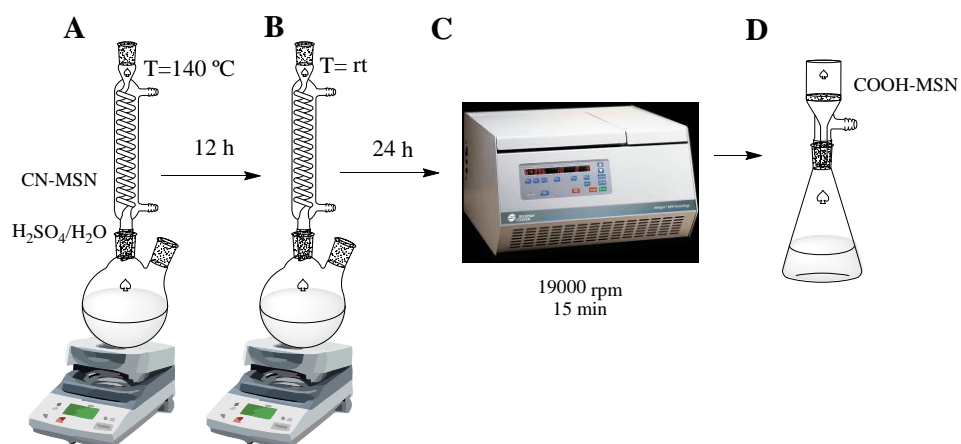 A
B
C
D
T=140 ºC
T= rt
COOH-MSN
12 h
24 h
CN-MSN
H₂SO₄/H₂O
19000 rpm
15 min